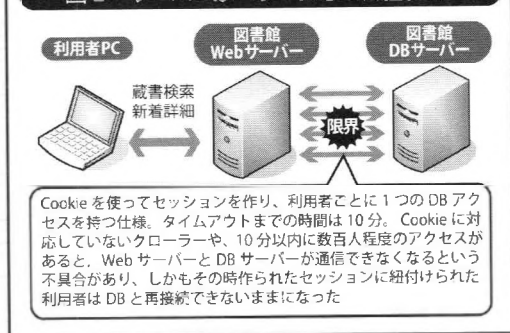 利用者PC
図書館
Webサーバー
図書館
DBサーバー
蔵書検索
新着詳細
限界
Cookie を使ってセッションを作り、利用者ごとに1つの DB アク
セスを持つ仕様。タイムアウトまでの時間は 10 分。Cookie に対
応していないクローラーや、10 分以内に数百人程度のアクセスが
あると、Web サーバーと DB サーバーが通信できなくなるという
不具合があり、しかもその時作られたセッションに紐付けられた
利用者は DB と再接続できないままになった